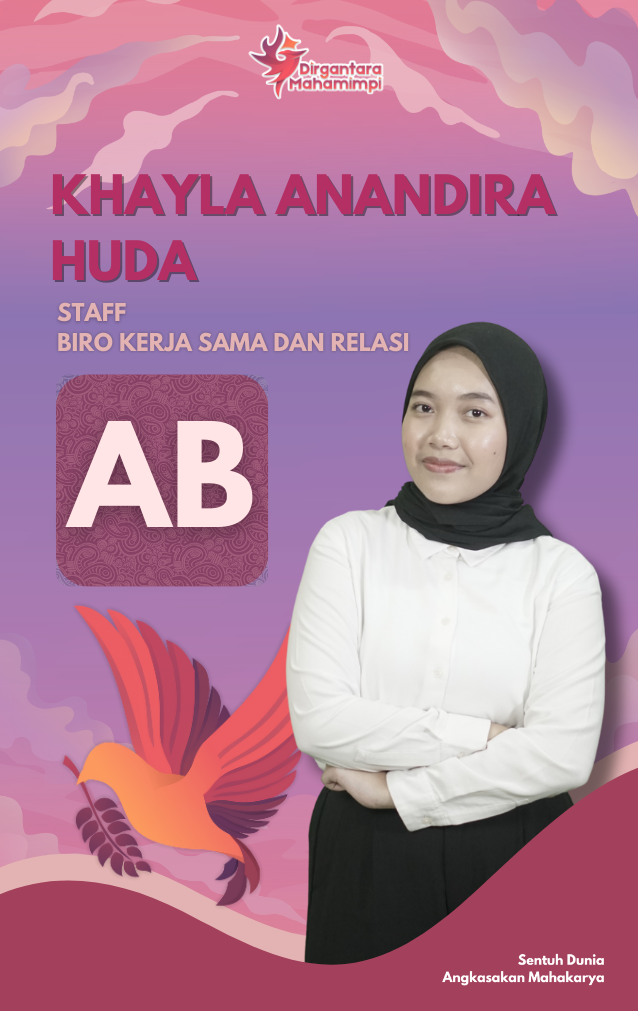 Dirgantara
Mahamimpi
KHAYLA ANANDIRA
HUDA
STAFF
BIRO KERJA SAMA DAN RELASI
AB
Sentuh Dunia
Angkasakan Mahakarya